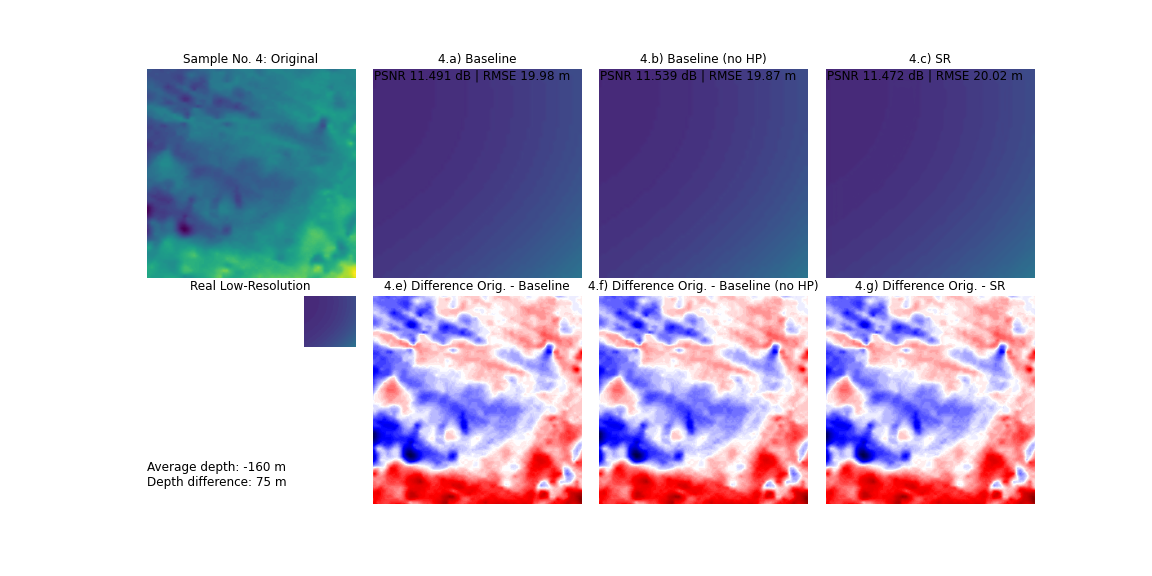 Sample No. 4: Original
4.a) Baseline
4.b) Baseline (no HP)
4.c) SR
PSNR 11.491 dB | RMSE 19.98 m
PSNR 11.539 dB | RMSE 19.87 m
PSNR 11.472 dB | RMSE 20.02 m
Real Low-Resolution
4.e) Difference Orig. - Baseline
4.f) Difference Orig. - Baseline (no HP)
4.g) Difference Orig. - SR
Average depth: -160 m
Depth difference: 75 m